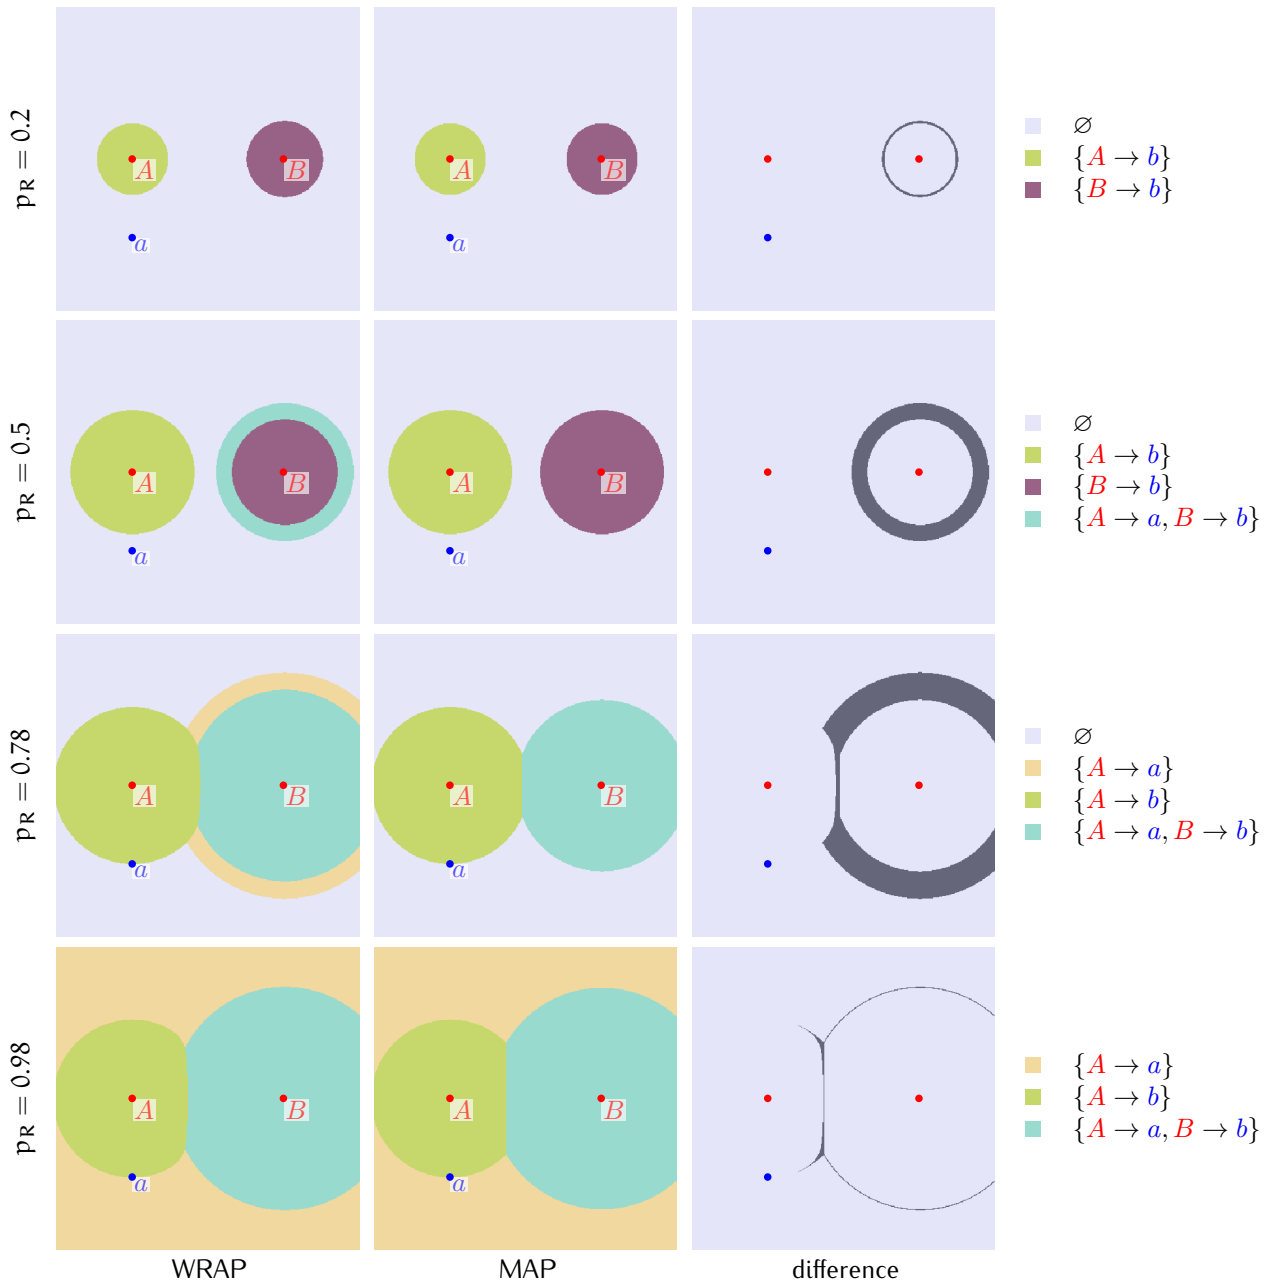 pR = 0.2
A
B
a
A
B
a
∅
{A → b}
{B → b}
pR = 0.5
A
B
a
A
B
a
∅
{A → b}
{B → b}
{A → a, B → b}
pR = 0.78
A
B
a
A
B
a
∅
{A → a}
{A → b}
{A → a, B → b}
pR = 0.98
A
B
a
A
B
a
{A → a}
{A → b}
{A → a, B → b}
WRAP
MAP
difference